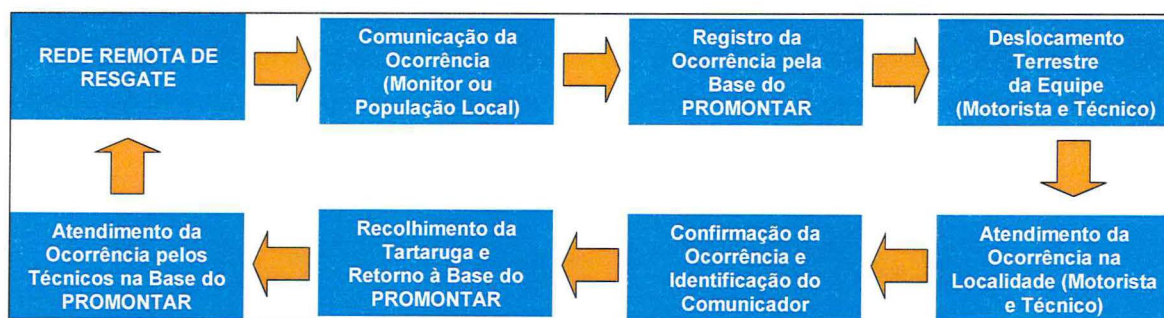 REDE REMOTA DE
RESGATE
Comunicação da
Ocorrência
(Monitor ou
População Local)
Registro da
Ocorrência pela
Base do
PROMONTAR
Deslocamento
Terrestre
da Equipe
(Motorista e Técnico)
Atendimento da
Ocorrência na
Localidade (Motorista
e Técnico)
Confirmação da
Ocorrência e
Identificação do
Comunicador
Recolhimento da
Tartaruga e
Retorno à Base do
PROMONTAR
Atendimento da
Ocorrência pelos
Técnicos na Base do
PROMONTAR